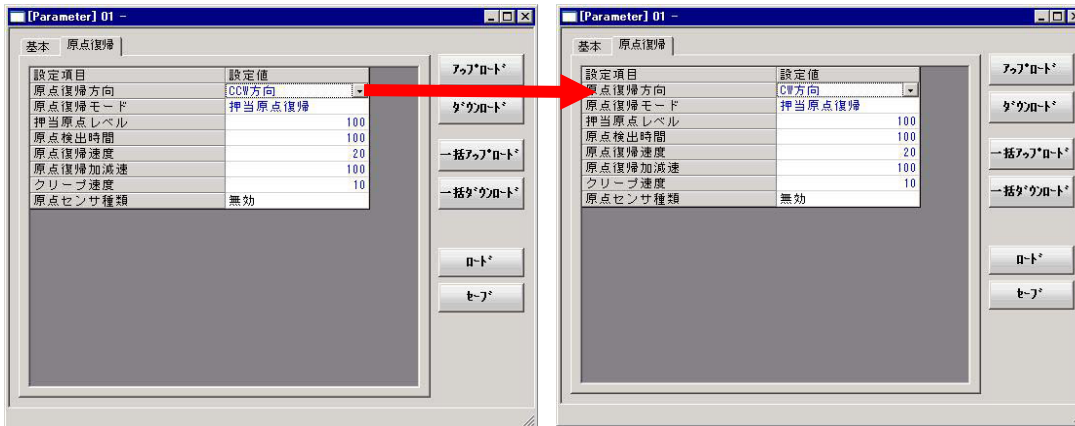 [Parameter] 01 -
基本 原点復帰
設定項目 設定値
原点復帰方向 CCW方向
原点復帰モード 押当原点復帰
押当原点レベル 100
原点検出時間 100
原点復帰速度 20
原点復帰加減速 100
クリープ速度 10
原点センサ種類 無効
ｱｯﾌﾟﾛｰﾄﾞ
ﾀﾞｳﾝﾛｰﾄﾞ
一括ｱｯﾌﾟﾛｰﾄﾞ
一括ﾀﾞｳﾝﾛｰﾄﾞ
ﾛｰﾄﾞ
ｾｰﾌﾞ
[Parameter] 01 -
基本 原点復帰
設定項目 設定値
原点復帰方向 CW方向
原点復帰モード 押当原点復帰
押当原点レベル 100
原点検出時間 100
原点復帰速度 20
原点復帰加減速 100
クリープ速度 10
原点センサ種類 無効
ｱｯﾌﾟﾛｰﾄﾞ
ﾀﾞｳﾝﾛｰﾄﾞ
一括ｱｯﾌﾟﾛｰﾄﾞ
一括ﾀﾞｳﾝﾛｰﾄﾞ
ﾛｰﾄﾞ
ｾｰﾌﾞ